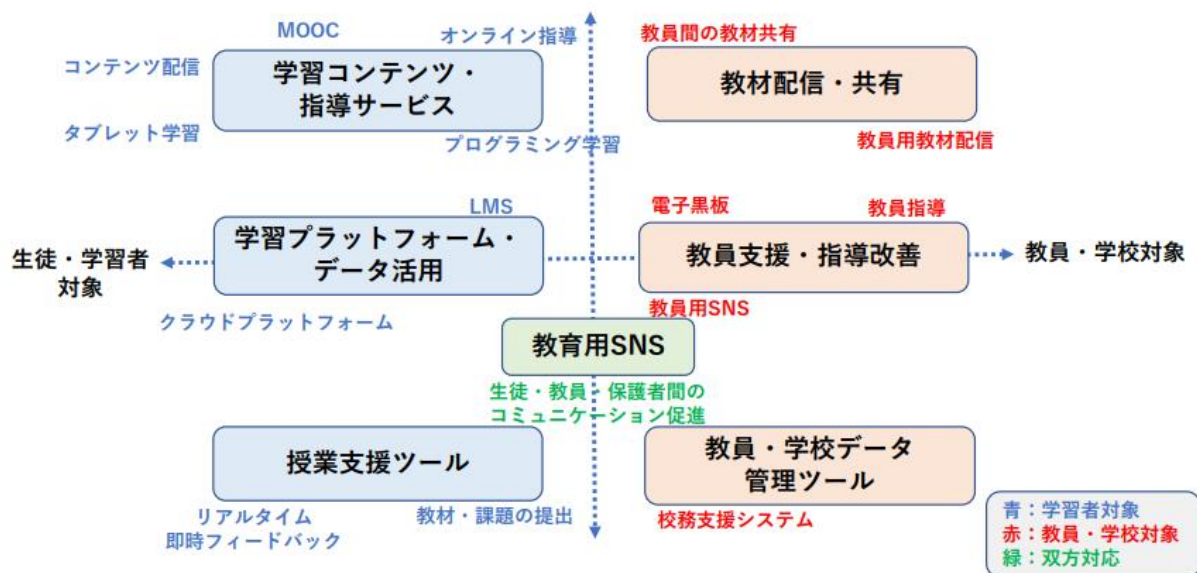 MOOC
オンライン指導
コンテンツ配信
学習コンテンツ・
指導サービス
タブレット学習
プログラミング学習
教員間の教材共有
教材配信・共有
教員用教材配信
LMS
学習プラットフォーム・
データ活用
クラウドプラットフォーム
電子黒板
教員指導
教員支援・指導改善
教員用SNS
生徒・学習者
対象
教員・学校対象
教育用SNS
生徒・教員・保護者間の
コミュニケーション促進
授業支援ツール
リアルタイム
即時フィードバック
教材・課題の提出
教員・学校データ
管理ツール
校務支援システム
青：学習者対象
赤：教員・学校対象
緑：双方対応